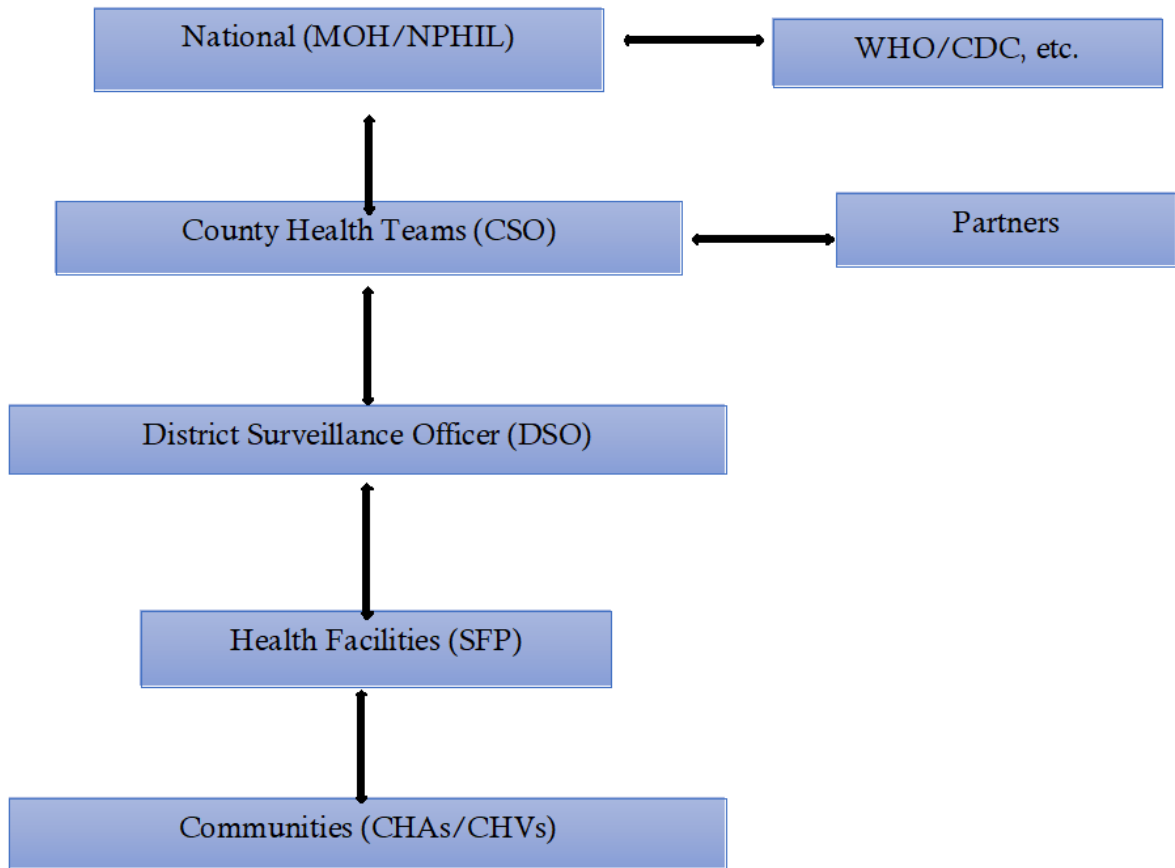 National (MOH/NPHIL)
WHO/CDC, etc.
County Health Teams (CSO)
Partners
District Surveillance Officer (DSO)
Health Facilities (SFP)
Communities (CHAs/CHVs)